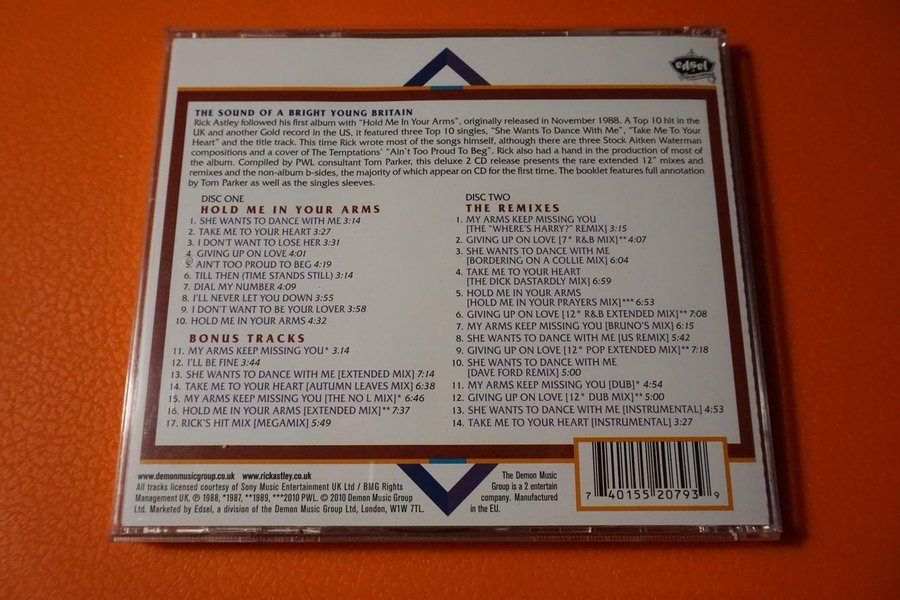 edsel
THE SOUND OF A BRIGHT YOUNG BRITAIN
Rick Astley followed his first album with "Hold Me In Your Arms", originally released in November 1988. A Top 10 hit in the
UK and another Gold record in the US, it featured three Top 10 singles, "She Wants To Dance With Me", "Take Me To Your
Heart" and the title track. This time Rick wrote most of the songs himself, although there are three Stock Aitken Waterman
compositions and a cover of The Temptations' "Ain't Too Proud To Beg". Rick also had a hand in the production of most of
the album. Compiled by PWL consultant Tom Parker, this deluxe 2 CD release presents the rare extended 12" mixes and
remixes and the non-album b-sides, the majority of which appear on CD for the first time. The booklet features full annotation
by Tom Parker as well as the singles sleeves.
DISC ONE
HOLD ME IN YOUR ARMS
1. SHE WANTS TO DANCE WITH ME 3:14
2. TAKE ME TO YOUR HEART 3:27
3. I DON'T WANT TO LOSE HER 3:31
4. GIVING UP ON LOVE 4:01
5. AIN'T TOO PROUD TO BEG 4:19
6. TILL THEN (TIME STANDS STILL) 3:14
7. DIAL MY NUMBER 4:09
8. I'LL NEVER LET YOU DOWN 3:55
9. I DON'T WANT TO BE YOUR LOVER 3:58
10. HOLD ME IN YOUR ARMS 4:32
BONUS TRACKS
11. MY ARMS KEEP MISSING YOU* 3.14
12. I'LL BE FINE 3:44
13. SHE WANTS TO DANCE WITH ME [EXTENDED MIX] 7:14
14. TAKE ME TO YOUR HEART [AUTUMN LEAVES MIX] 6:38
15. MY ARMS KEEP MISSING YOU [THE NO L MIX]* 6:46
16. HOLD ME IN YOUR ARMS [EXTENDED MIX]** 7:37
17. RICK'S HIT MIX [MEGAMIX] 5:49
DISC TWO
THE REMIXES
1. MY ARMS KEEP MISSING YOU
[THE "WHERE'S HARRY?" REMIX] 3:15
2. GIVING UP ON LOVE [7" R&B MIX]** 4:07
3. SHE WANTS TO DANCE WITH ME
[BORDERING ON A COLLIE MIX] 6:04
4. TAKE ME TO YOUR HEART
[THE DICK DASTARDLY MIX] 6:59
5. HOLD ME IN YOUR ARMS
[HOLD ME IN YOUR PRAYERS MIX]*** 6:53
6. GIVING UP ON LOVE [12" R&B EXTENDED MIX]** 7:08
7. MY ARMS KEEP MISSING YOU [BRUNO'S MIX] 6:15
8. SHE WANTS TO DANCE WITH ME [US REMIX] 5:42
9. GIVING UP ON LOVE [12" POP EXTENDED MIX]** 7:18
10. SHE WANTS TO DANCE WITH ME
[DAVE FORD REMIX] 5:00
11. MY ARMS KEEP MISSING YOU [DUB]* 4:54
12. GIVING UP ON LOVE [12" DUB MIX]** 5:00
13. SHE WANTS TO DANCE WITH ME [INSTRUMENTAL] 4:53
14. TAKE ME TO YOUR HEART [INSTRUMENTAL] 3:27
www.demonmusicgroup.co.uk www.rickastley.co.uk
All tracks licensed courtesy of Sony Music Entertainment UK Ltd / BMG Rights
Management UK. ℗ 1988, *1987, **1989, ***2010 PWL. © 2010 Demon Music Group
Ltd. Marketed by Edsel, a division of the Demon Music Group Ltd, London, W1W 7TL.
The Demon Music
Group is a 2 entertain
company. Manufactured
in the EU.
7 40155 20793 9